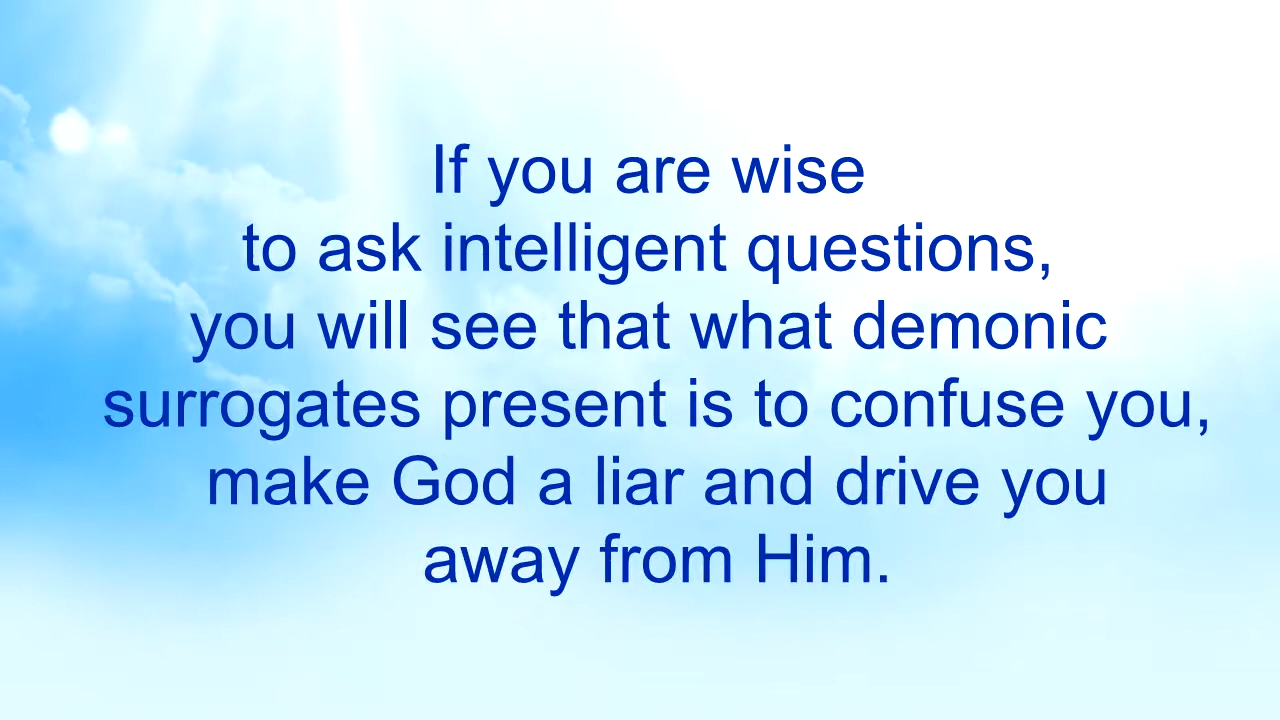 If you are wise
to ask intelligent questions,
you will see that what demonic
surrogates present is to confuse you,
make God a liar and drive you
away from Him.